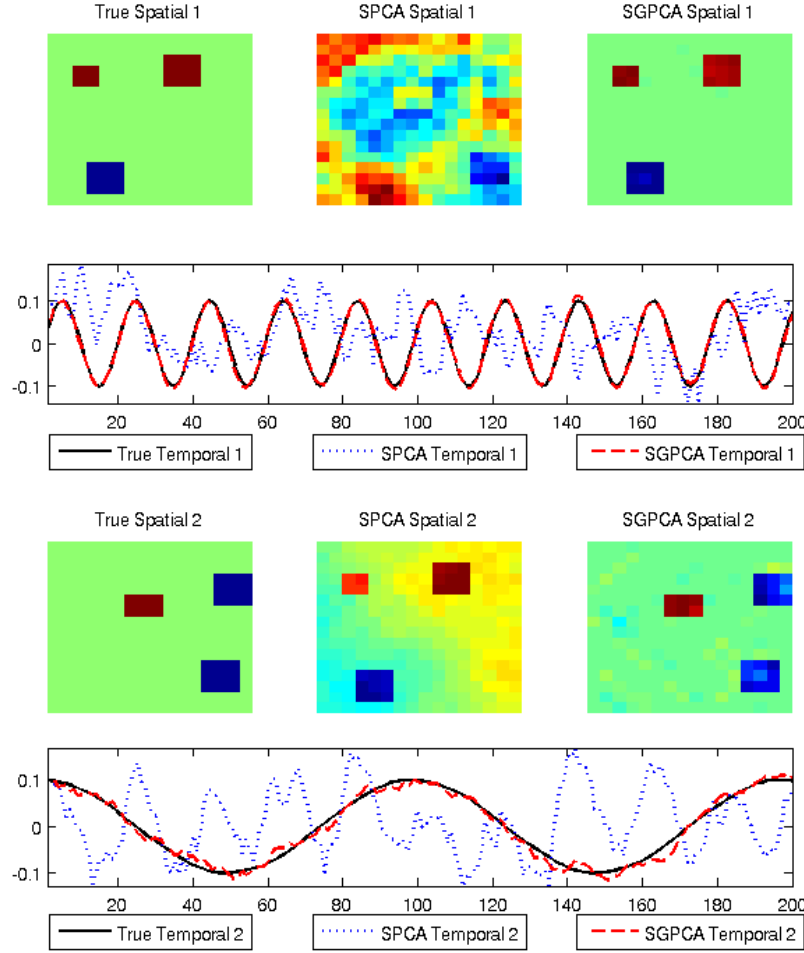 True Spatial 1 SPCA Spatial 1 SGPCA Spatial 1
0.1
0
-0.1
20 40 60 80 100 120 140 160 180 200
True Temporal 1 SPCA Temporal 1 SGPCA Temporal 1
True Spatial 2 SPCA Spatial 2 SGPCA Spatial 2
0.1
0
-0.1
20 40 60 80 100 120 140 160 180 200
True Temporal 2 SPCA Temporal 2 SGPCA Temporal 2